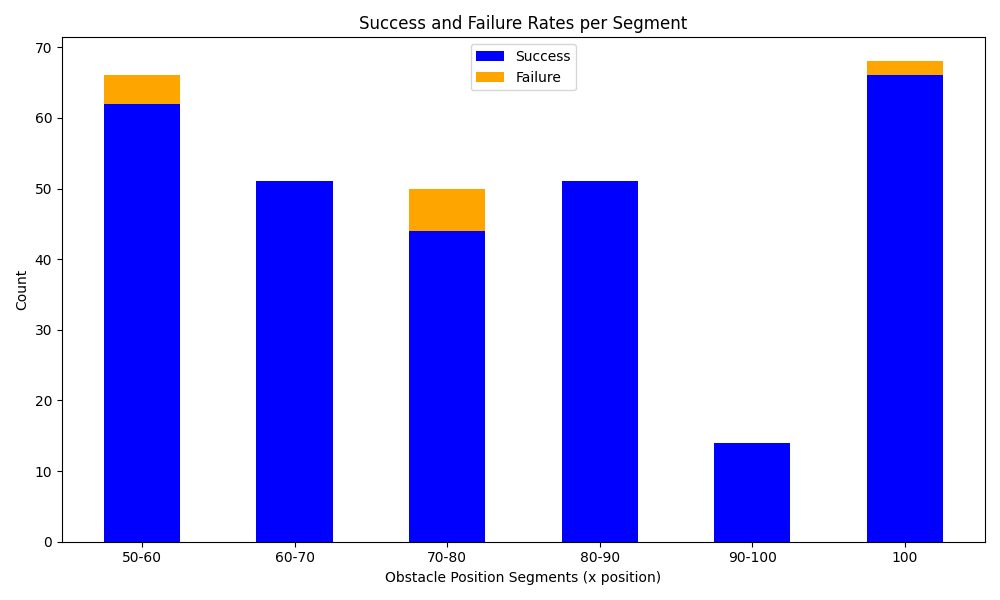 Success and Failure Rates per Segment
Success
Failure
70
60
50
40
30
20
10
0
Count
50-60
60-70
70-80
80-90
90-100
100
Obstacle Position Segments (x position)